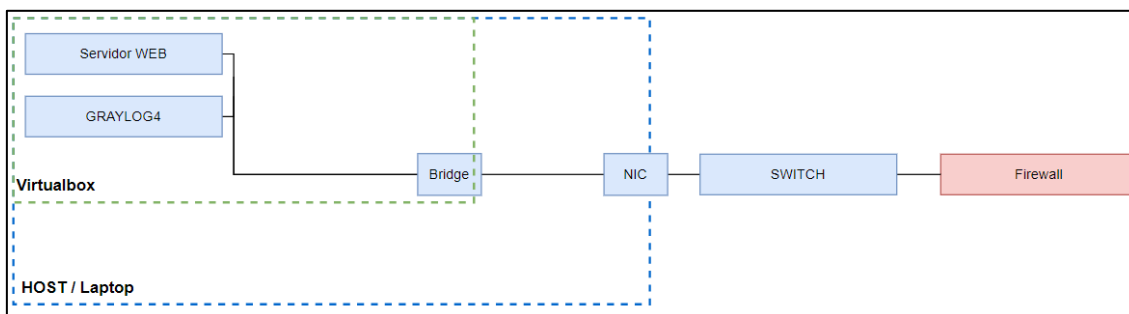 Servidor WEB
GRAYLOG4
Bridge
NIC
SWITCH
Firewall
Virtualbox
HOST / Laptop